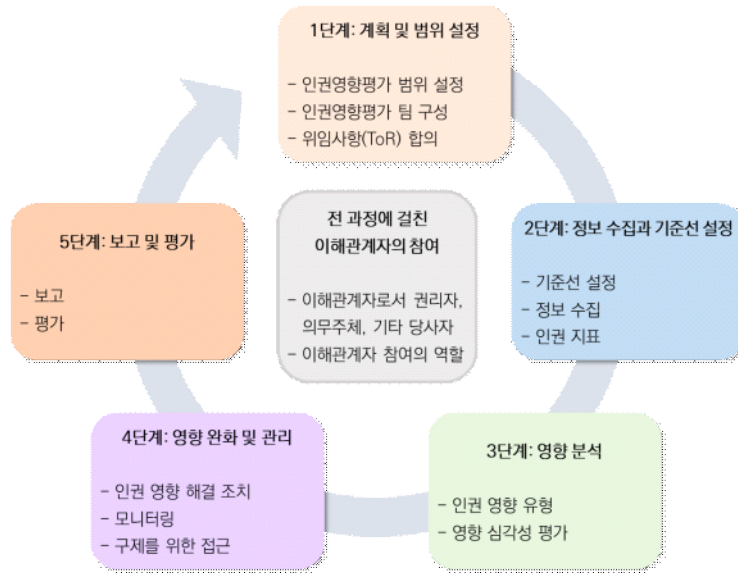 1단계: 계획 및 범위 설정
- 인권영향평가 범위 설정
- 인권영향평가 팀 구성
- 위임사항(ToR) 합의
2단계: 정보 수집과 기준선 설정
- 기준선 설정
- 정보 수집
- 인권 지표
3단계: 영향 분석
- 인권 영향 유형
- 영향 심각성 평가
4단계: 영향 완화 및 관리
- 인권 영향 해결 조치
- 모니터링
- 구제를 위한 접근
5단계: 보고 및 평가
- 보고
- 평가
전 과정에 걸친
이해관계자의 참여
- 이해관계자로서 권리자,
의무주체, 기타 당사자
- 이해관계자 참여의 역할